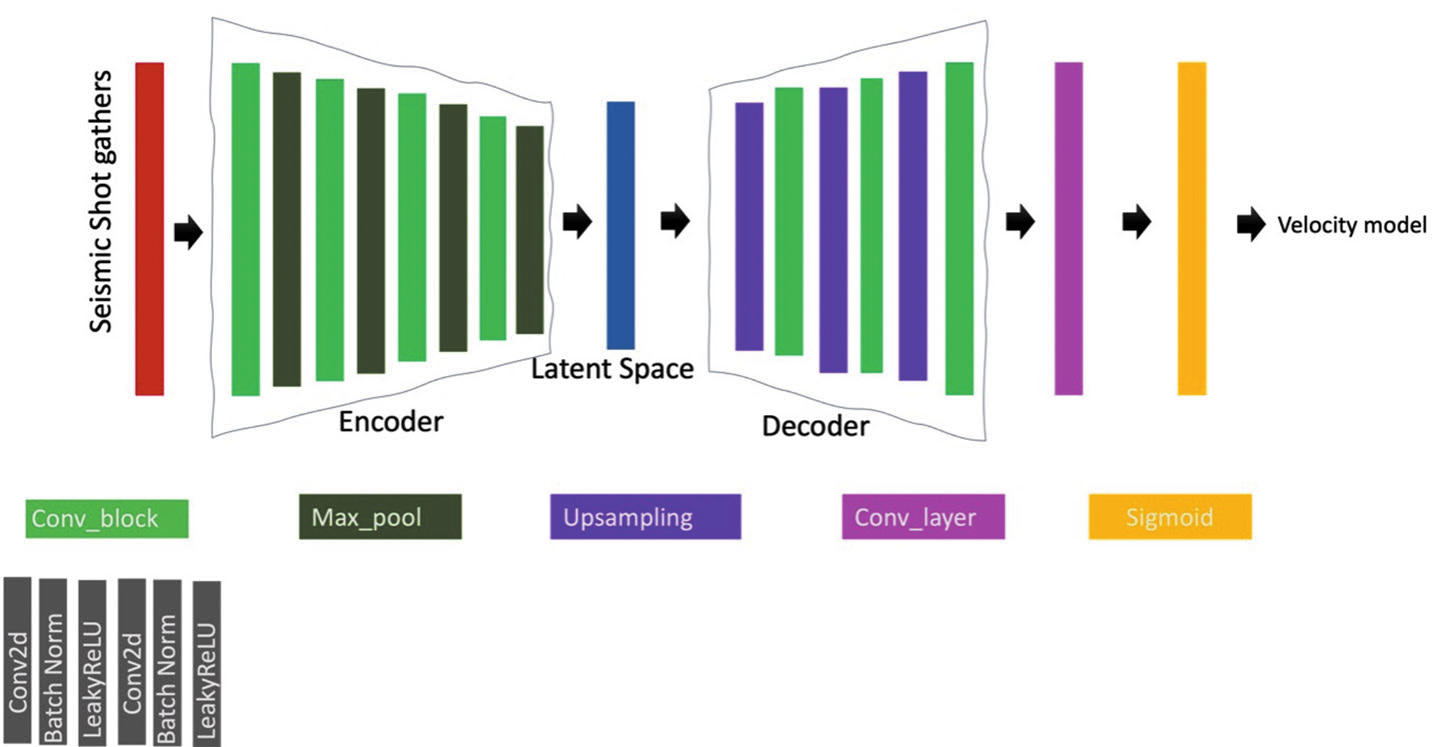 Seismic Shot gathers
Velocity model
Latent Space
Encoder
Decoder
Conv_block
Max_pool
Upsampling
Conv_layer
Sigmoid
Conv2d
Batch Norm
LeakyReLU
Conv2d
Batch Norm
LeakyReLU